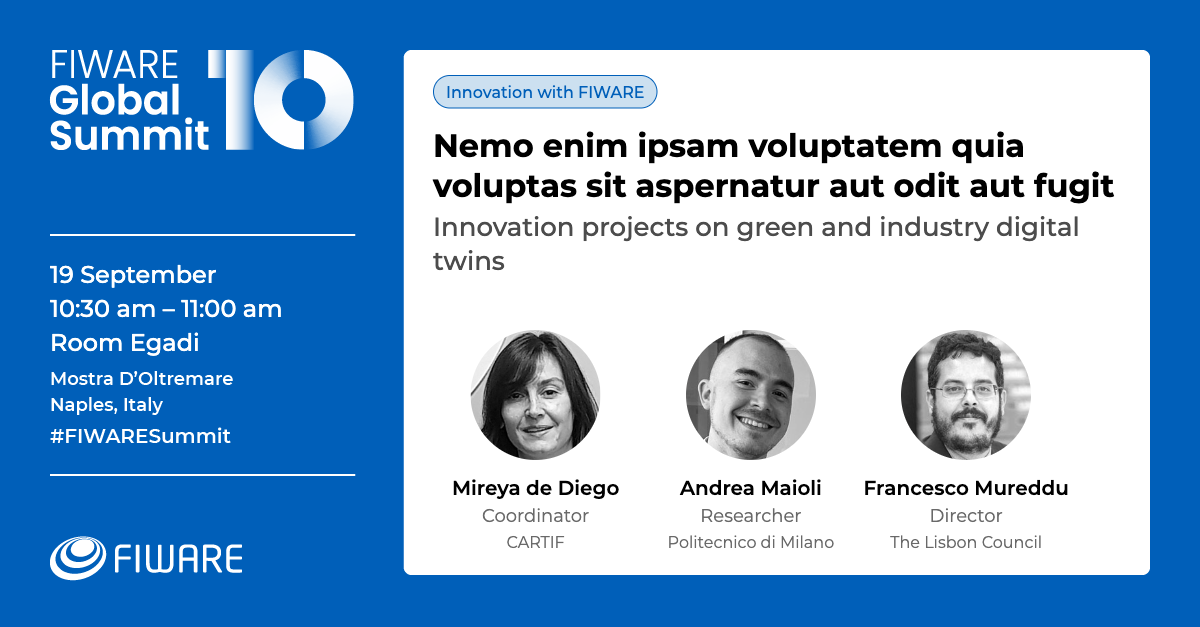 FIWARE
Global
Summit
10
19 September
10:30 am – 11:00 am
Room Egadi
Mostra D’Oltremare
Naples, Italy
#FIWARESummit
FIWARE
Innovation with FIWARE
Nemo enim ipsam voluptatem quia
voluptas sit aspernatur aut odit aut fugit
Innovation projects on green and industry digital
twins
Mireya de Diego
Coordinator
CARTIF
Andrea Maioli
Researcher
Politecnico di Milano
Francesco Mureddu
Director
The Lisbon Council